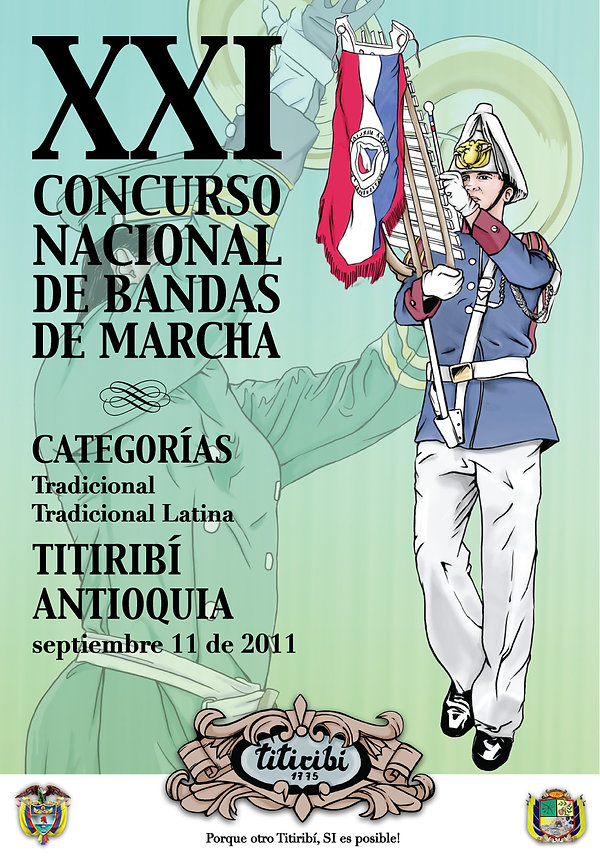 XXI
CONCURSO
NACIONAL
DE BANDAS
DE MARCHA
CATEGORÍAS
Tradicional
Tradicional Latina
TITIRIBÍ
ANTIOQUIA
septiembre 11 de 2011
titiribí
1775
Porque otro Titiribí, SI es posible!